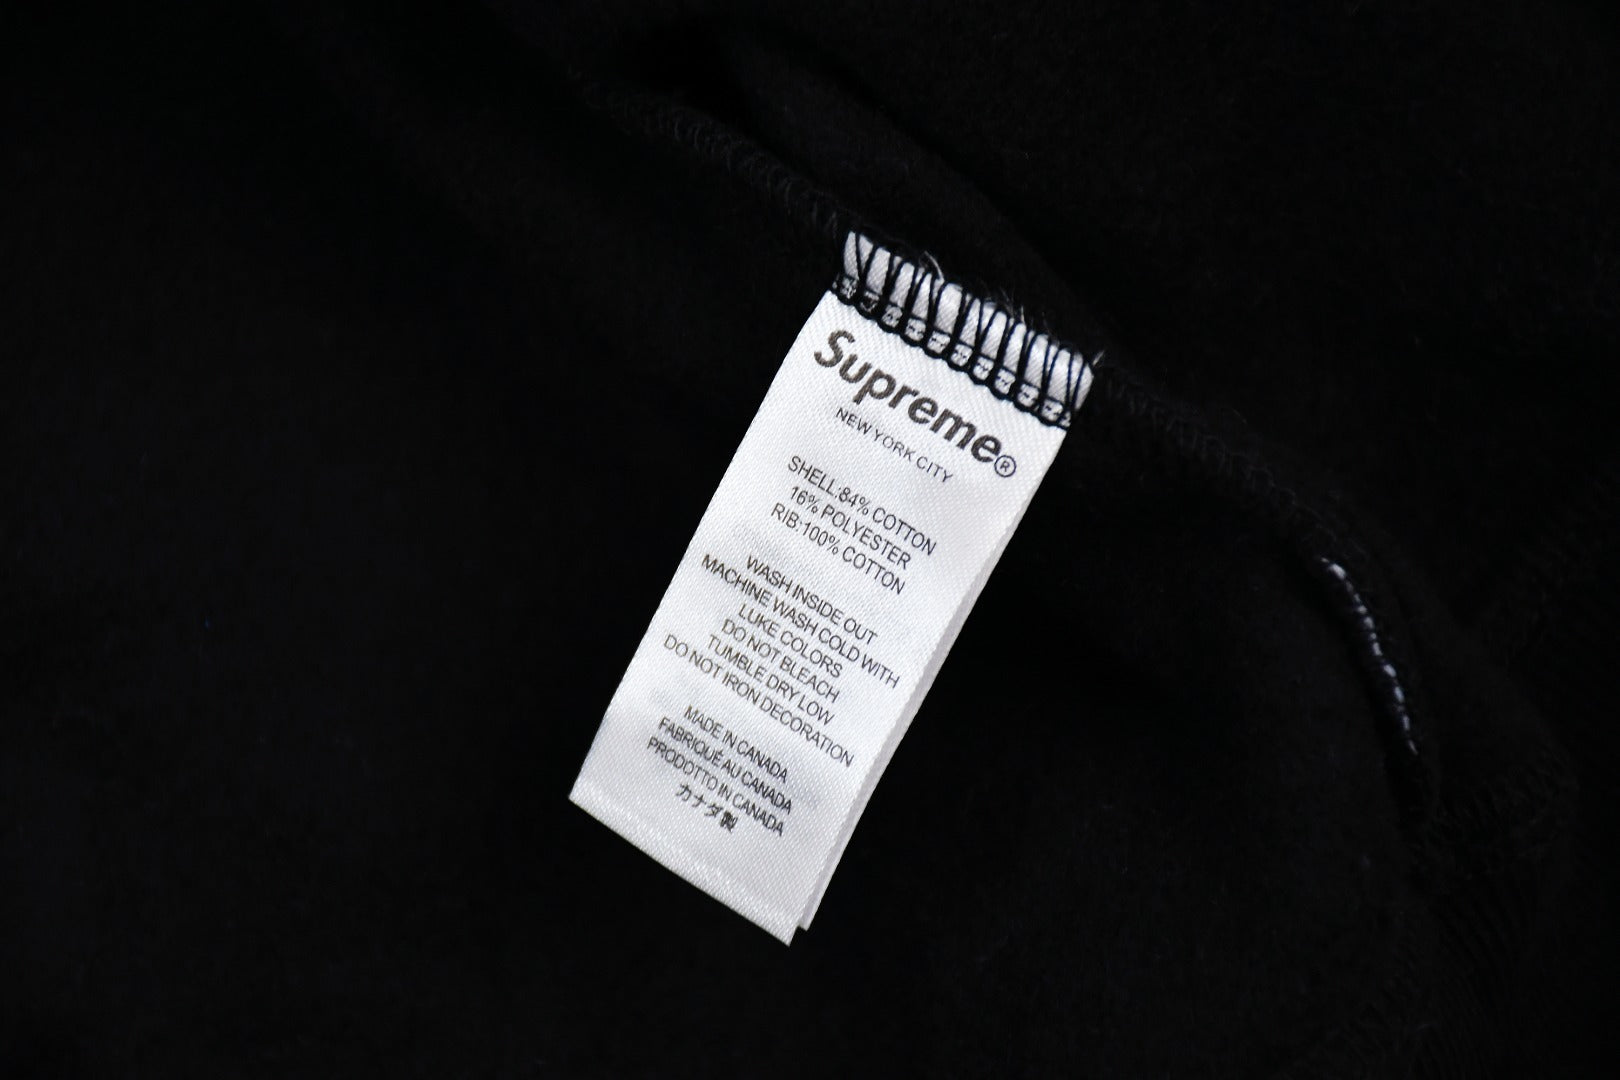 Supreme®
NEW YORK CITY
SHELL:84% COTTON
16% POLYESTER
RIB:100% COTTON
WASH INSIDE OUT
MACHINE WASH COLD WITH
LUKE COLORS
DO NOT BLEACH
TUMBLE DRY LOW
DO NOT IRON DECORATION
MADE IN CANADA
FABRIQUÉ AU CANADA
PRODOTTO IN CANADA
カナダ製